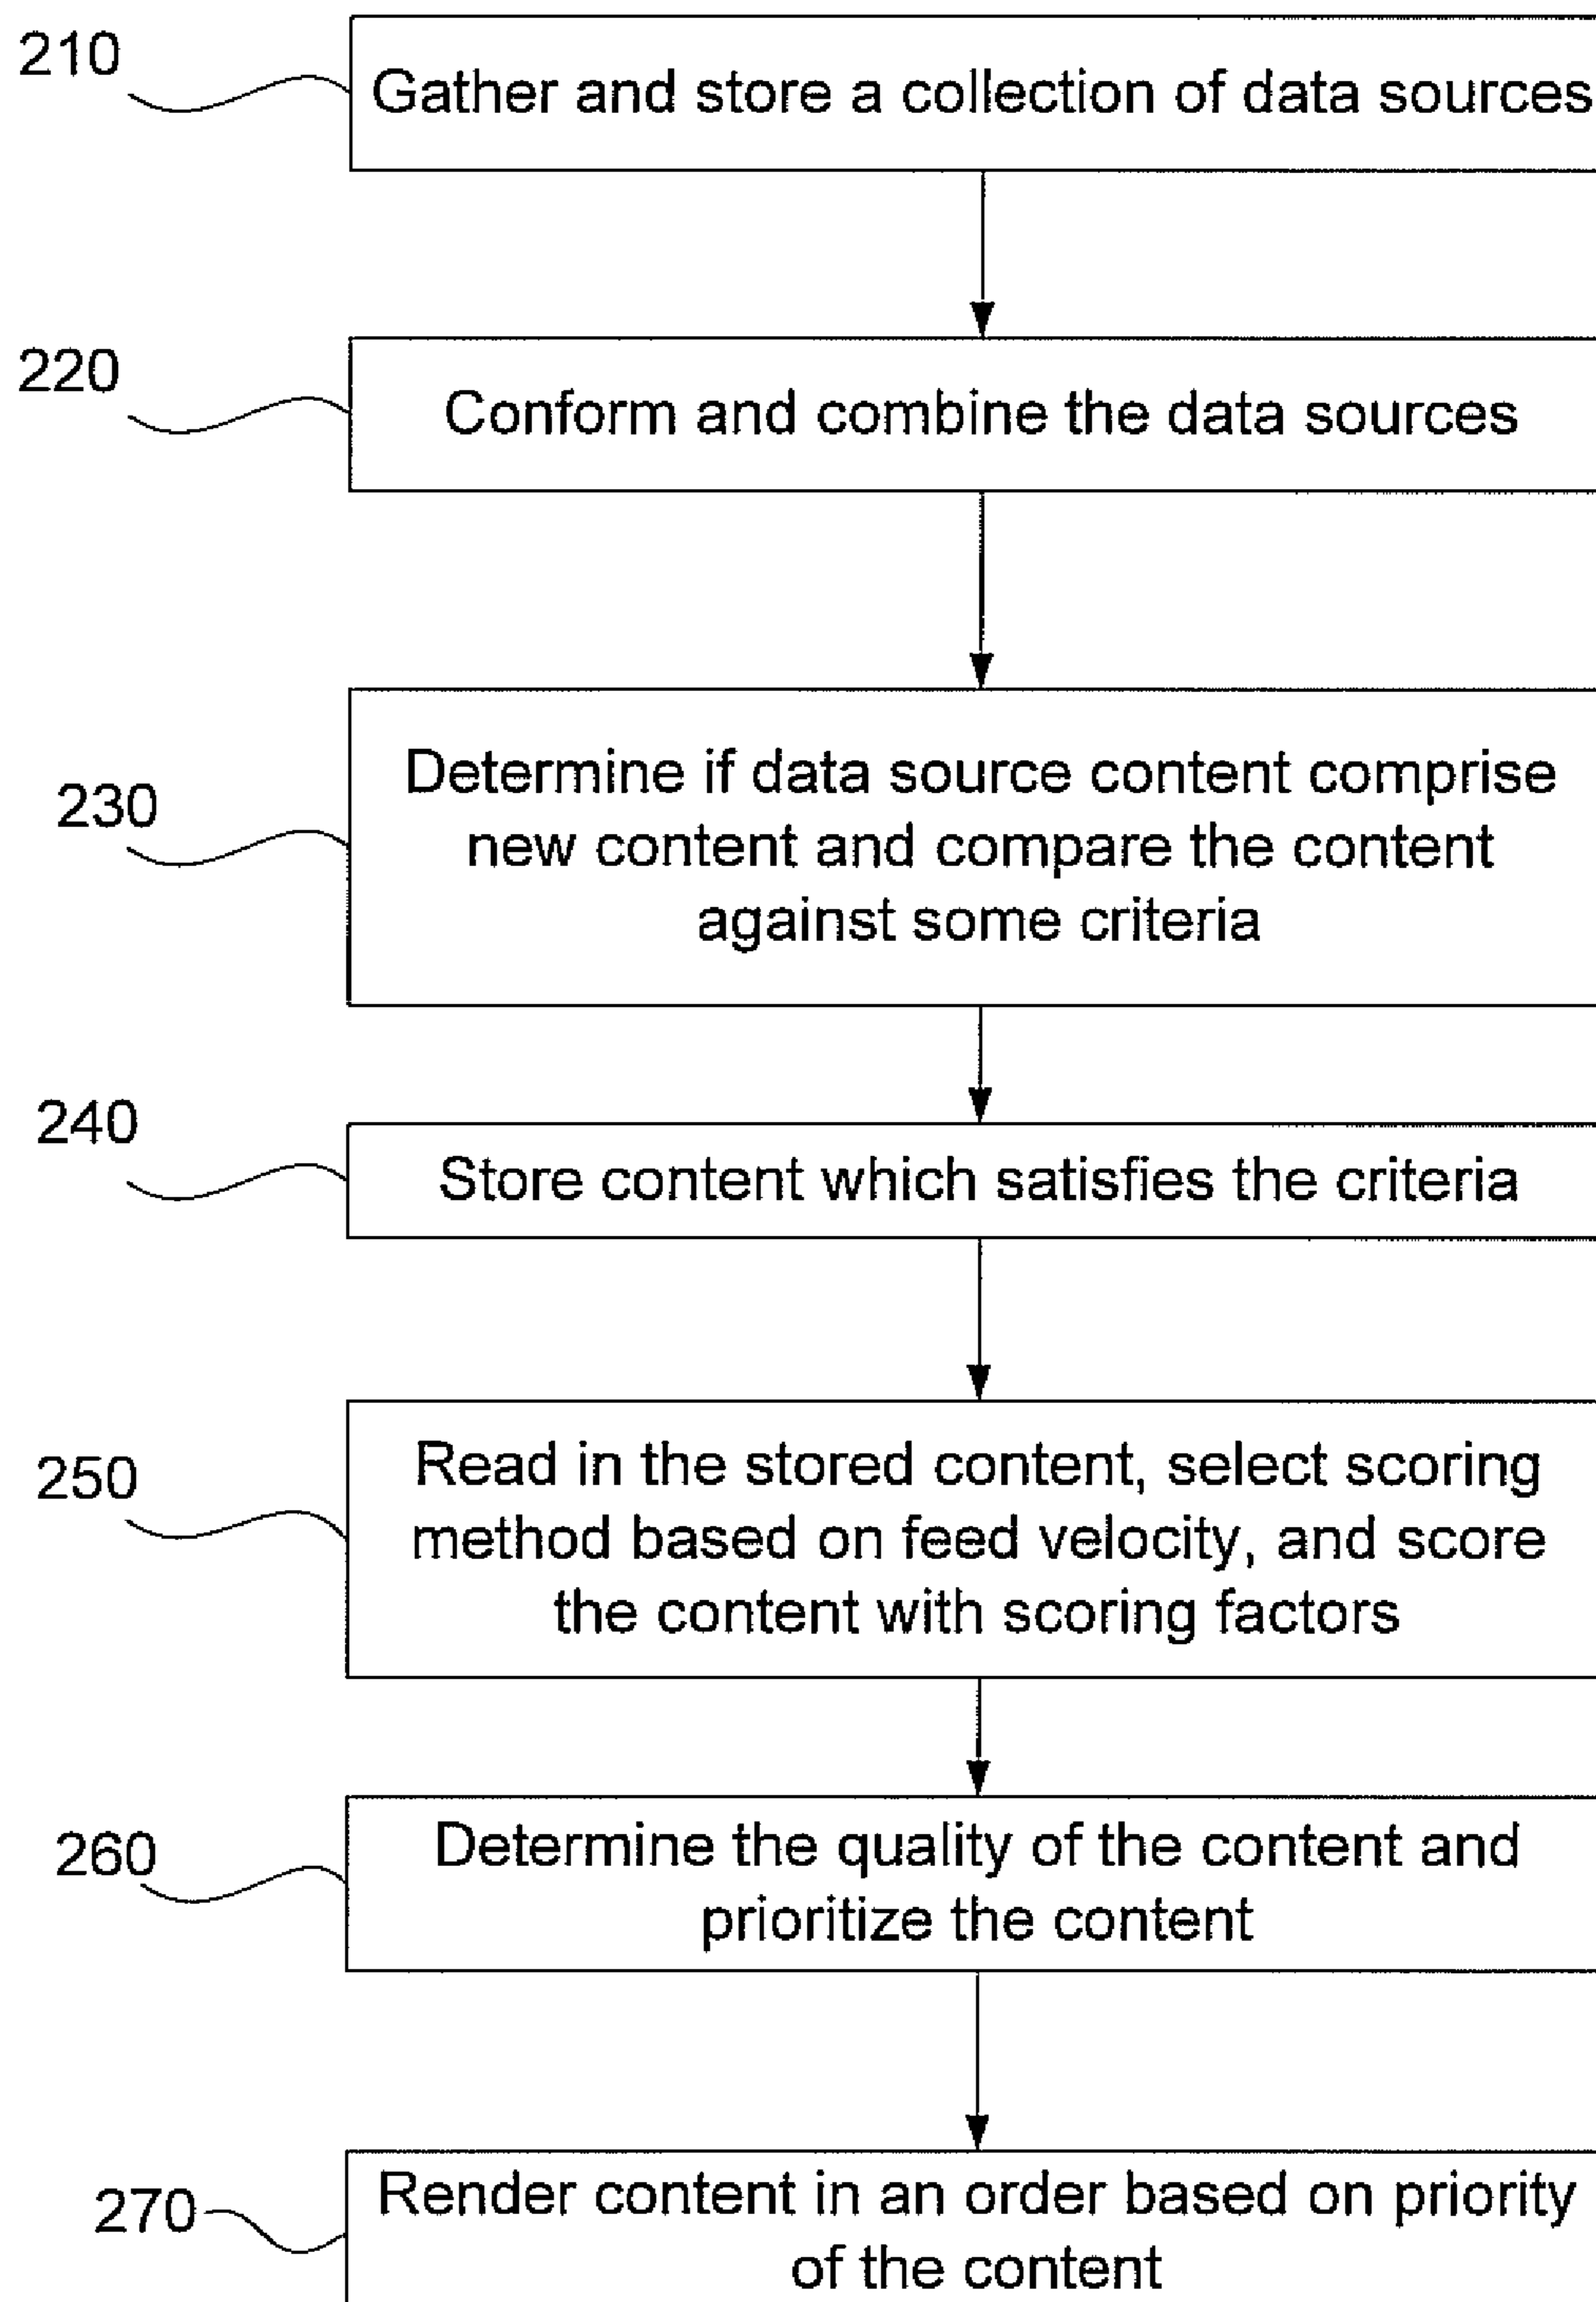 210
Gather and store a collection of data sources
220
Conform and combine the data sources
230
Determine if data source content comprise
new content and compare the content
against some criteria
240
Store content which satisfies the criteria
250
Read in the stored content, select scoring
method based on feed velocity, and score
the content with scoring factors
260
Determine the quality of the content and
prioritize the content
270
Render content in an order based on priority
of the content